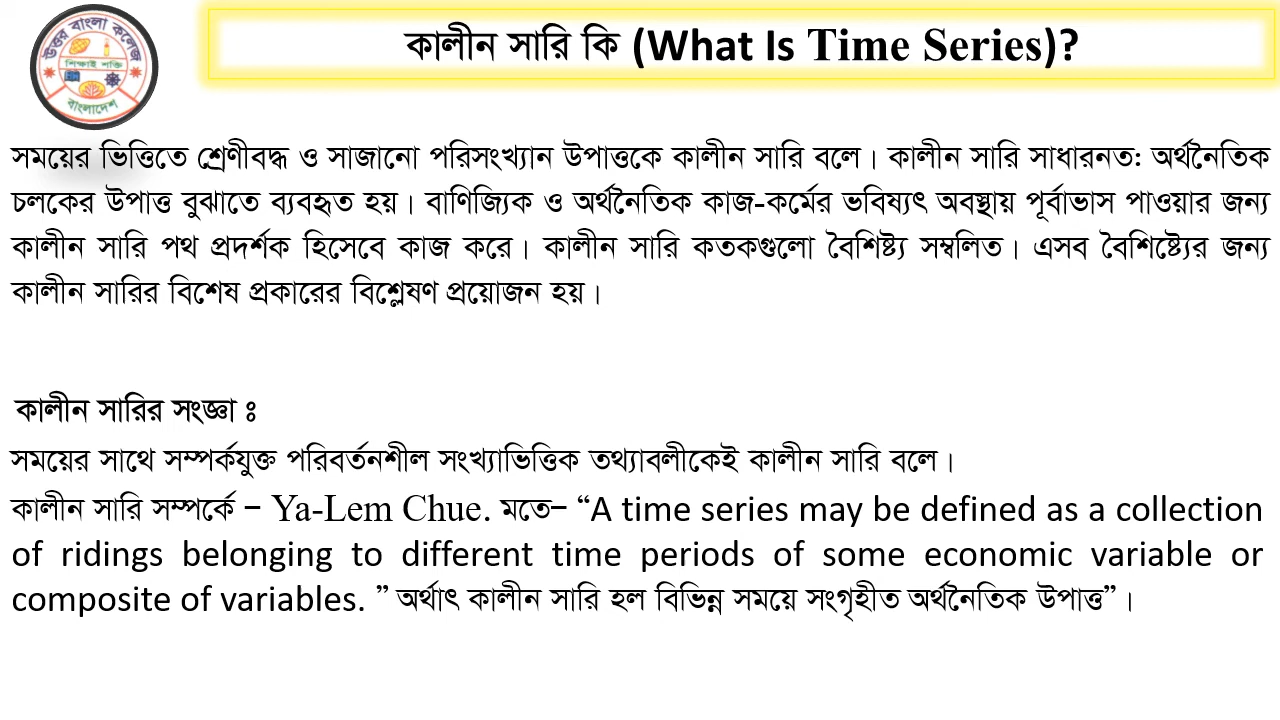 উত্তর বাংলা কলেজ
শিক্ষাই শক্তি
বাংলাদেশ
কালীন সারি কি (What Is Time Series)?
সময়ের ভিত্তিতে শ্রেণীবদ্ধ ও সাজানো পরিসংখ্যান উপাত্তকে কালীন সারি বলে। কালীন সারি সাধারনত: অর্থনৈতিক
চলকের উপাত্ত বুঝাতে ব্যবহৃত হয়। বাণিজ্যিক ও অর্থনৈতিক কাজ-কর্মের ভবিষ্যৎ অবস্থায় পূর্বাভাস পাওয়ার জন্য
কালীন সারি পথ প্রদর্শক হিসেবে কাজ করে। কালীন সারি কতকগুলো বৈশিষ্ট্য সম্বলিত। এসব বৈশিষ্ট্যের জন্য
কালীন সারির বিশেষ প্রকারের বিশ্লেষণ প্রয়োজন হয়।
কালীন সারির সংজ্ঞা ঃ
সময়ের সাথে সম্পর্কযুক্ত পরিবর্তনশীল সংখ্যাভিত্তিক তথ্যাবলীকেই কালীন সারি বলে।
কালীন সারি সম্পর্কে – Ya-Lem Chue. মতে– “A time series may be defined as a collection
of ridings belonging to different time periods of some economic variable or
composite of variables. ” অর্থাৎ কালীন সারি হল বিভিন্ন সময়ে সংগৃহীত অর্থনৈতিক উপাত্ত”।